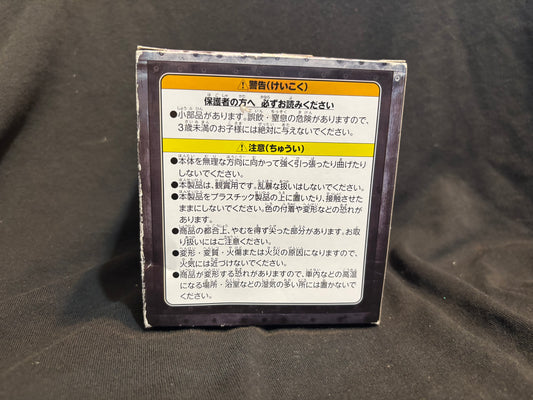 ⚠警告(けいこく)
保護者の方へ 必ずお読みください
●小部品があります。誤飲・窒息の危険がありますので、
3歳未満のお子様には絶対に与えないでください。
⚠注意(ちゅうい)
●本体を無理な方向に向かって強く引っ張ったり曲げたり
しないでください。
●本製品は、観賞用です。乱暴な扱いはしないでください。
●本製品をプラスチック製品の上に置いたり、接触させた
ままにしないでください。色の付着や変形などの恐れが
あります。
●商品の都合上、やむを得ず尖った部分があります。お取
り扱いにはご注意ください。
●変形・変質・火傷または火災の原因になりますので、
火気には近づけないでください。
●商品が変形する恐れがありますので、車内などの高温
になる場所・浴室などの湿気の多い所には置かないで
ください。